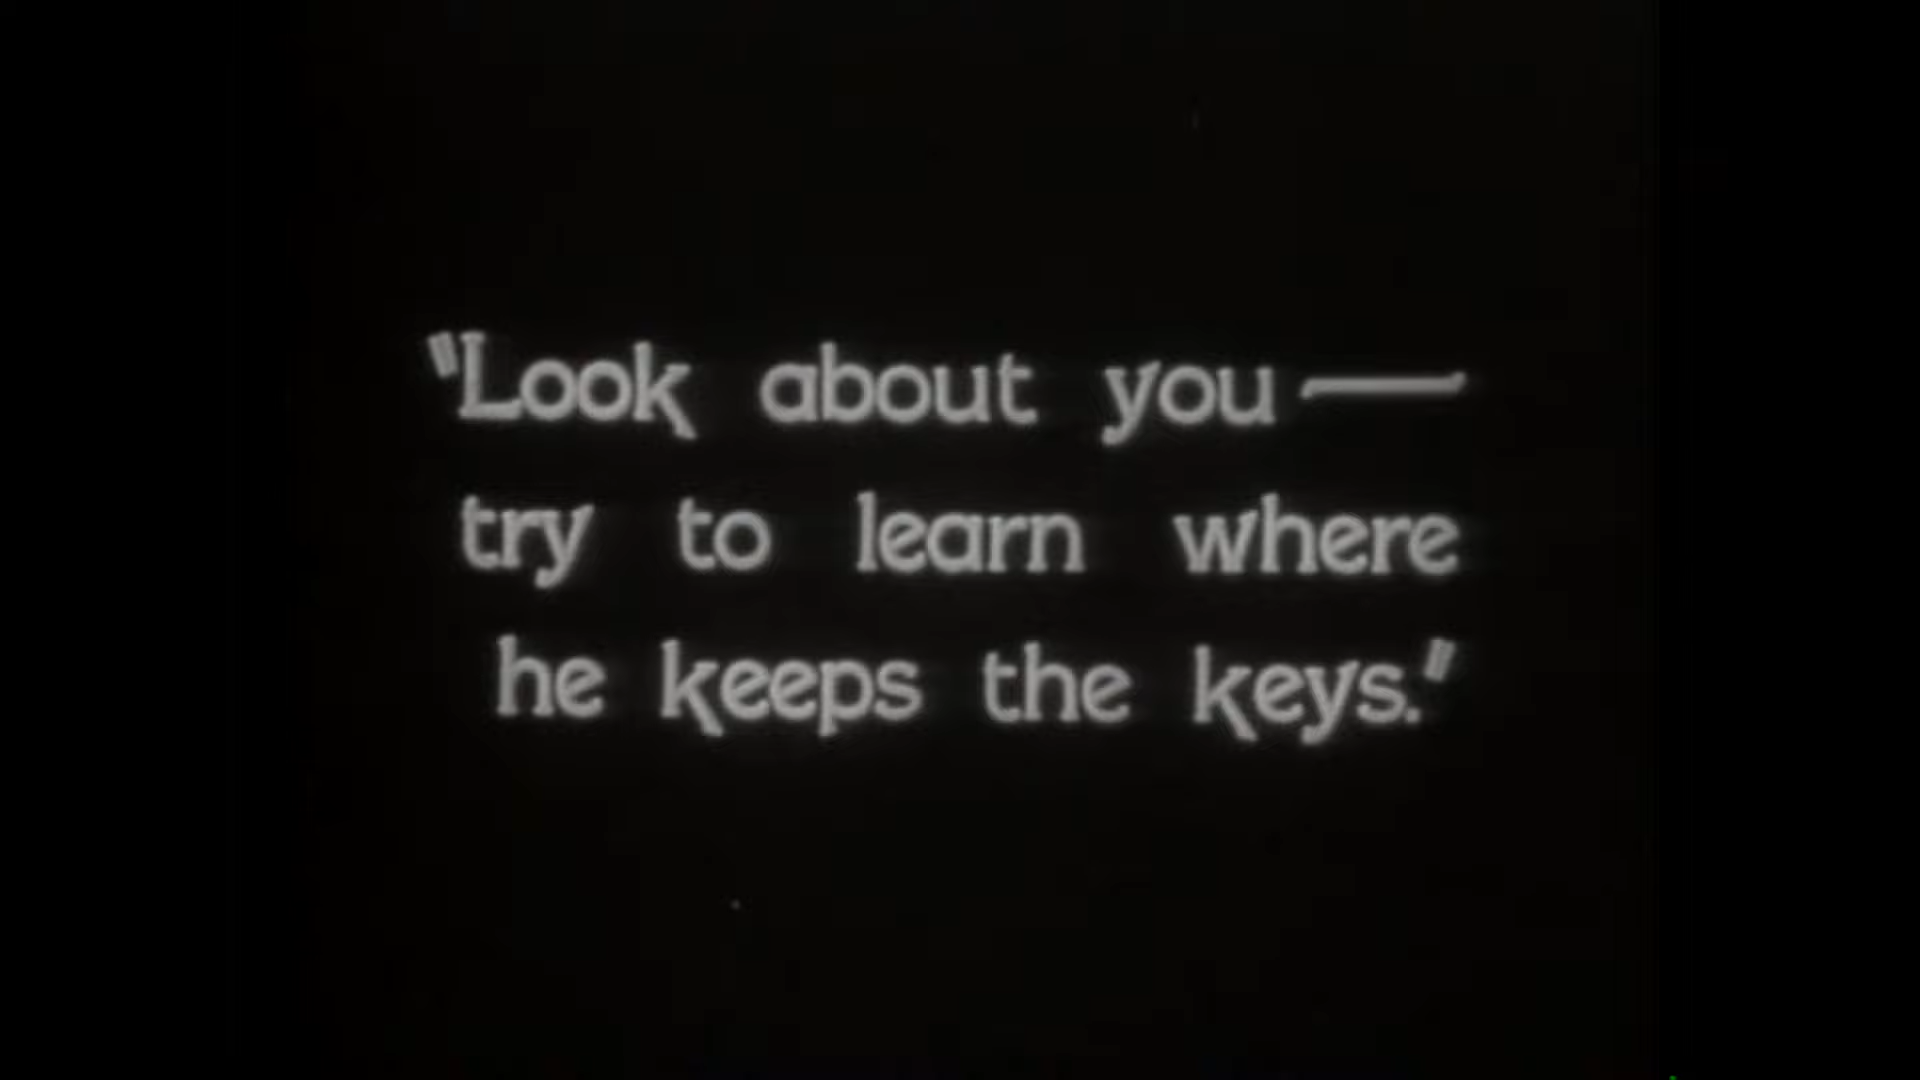 "Look about you—
try to learn where
he keeps the keys."